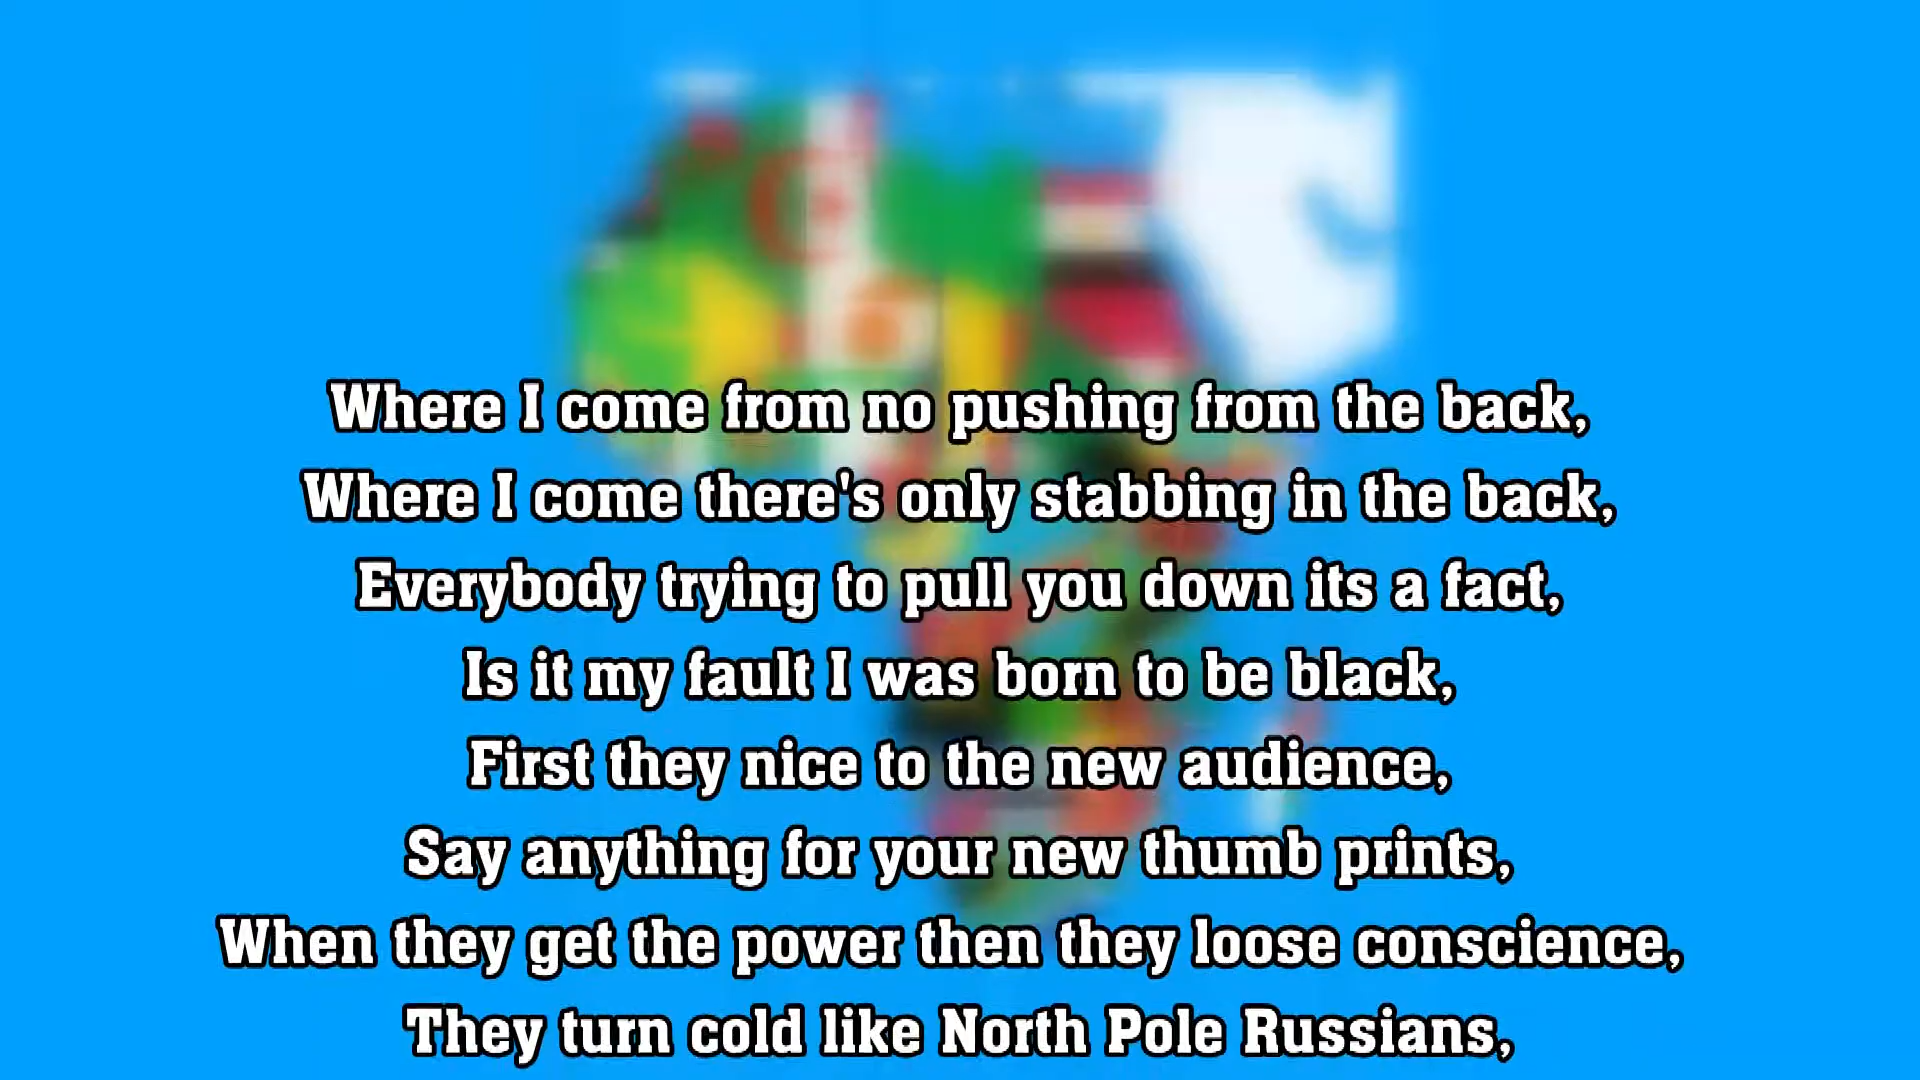 Where I come from no pushing from the back,
Where I come there's only stabbing in the back,
Everybody trying to pull you down its a fact,
Is it my fault I was born to be black,
First they nice to the new audience,
Say anything for your new thumb prints,
When they get the power then they loose conscience,
They turn cold like North Pole Russians,